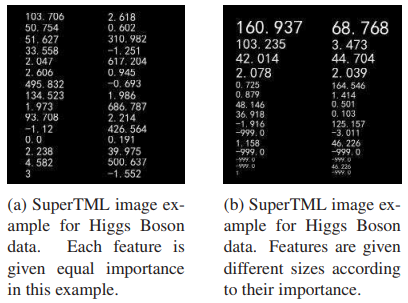 103. 706 2. 618
50. 754 0. 602
51. 627 310. 982
33. 558 -1. 251
2. 047 617. 204
2. 606 0. 945
495. 832 -0. 693
134. 523 1. 986
1. 973 686. 787
93. 708 2. 214
-1. 12 426. 564
0. 0 0. 191
2. 238 39. 975
4. 582 500. 637
3 -1. 552
(a) SuperTML image ex-
ample for Higgs Boson
data. Each feature is
given equal importance
in this example.
160. 937 68. 768
103. 235 3. 473
42. 014 44. 704
2. 078 2. 039
0. 725 164. 546
0. 879 1. 414
48. 146 0. 501
36. 918 0. 103
-1. 916 125. 157
-999. 0 -3. 011
1. 158 46. 226
-999. 0 -999. 0
-999. 0 -999. 0
-999. 0 46. 226
-999. 0
(b) SuperTML image ex-
ample for Higgs Boson
data. Features are given
different sizes according
to their importance.